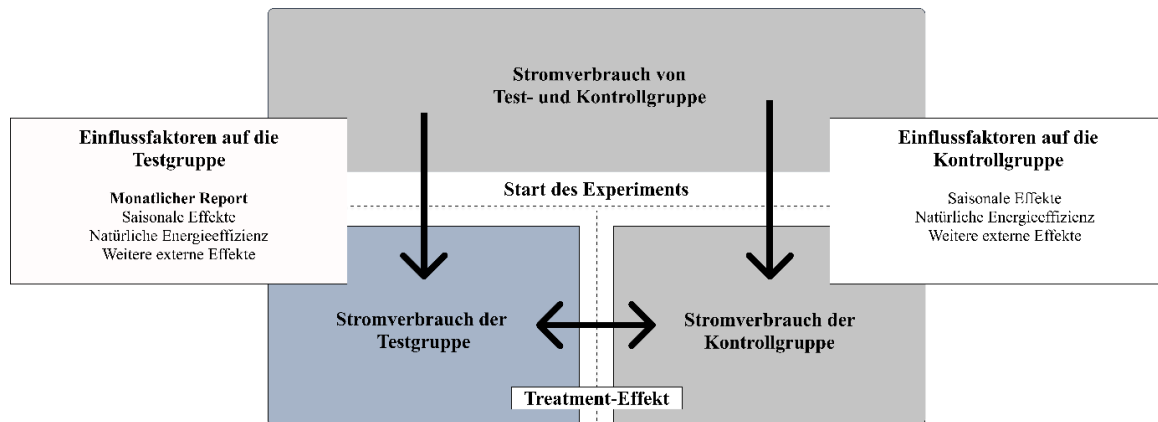 Stromverbrauch von
Test- und Kontrollgruppe
Einflussfaktoren auf die
Testgruppe
Monatlicher Report
Saisonale Effekte
Natürliche Energieeffizienz
Weitere externe Effekte
Einflussfaktoren auf die
Kontrollgruppe
Saisonale Effekte
Natürliche Energieeffizienz
Weitere externe Effekte
Start des Experiments
Stromverbrauch der
Testgruppe
Stromverbrauch der
Kontrollgruppe
Treatment-Effekt